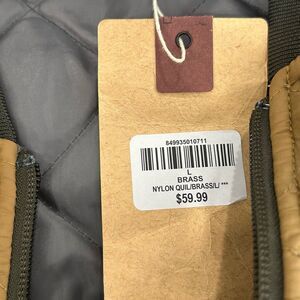 849935010711
L
BRASS
NYLON QUIL/BRASS/L/ ***
$59.99